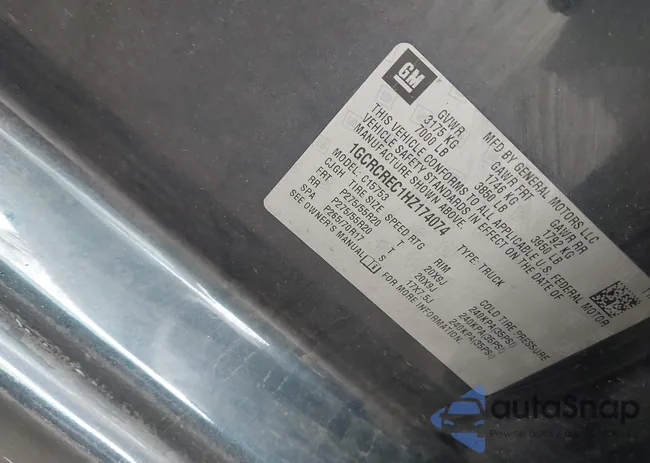 GM
MFD BY GENERAL MOTORS LLC
GVWR GAWR FRT GAWR RR
3175 KG 1746 KG 1792 KG
7000 LB 3850 LB 3950 LB
THIS VEHICLE CONFORMS TO ALL APPLICABLE U.S. FEDERAL MOTOR
VEHICLE SAFETY STANDARDS IN EFFECT ON THE DATE OF
MANUFACTURE SHOWN ABOVE.
1GCRCREC1HZ174074
TYPE: TRUCK
MODEL: C15753
CJGH TIRE SIZE SPEED RTG RIM COLD TIRE PRESSURE
FRT P275/55R20 T 20X9J 240KPA(35PSI)
RR P275/55R20 T 20X9J 240KPA(35PSI)
SPA P265/70R17 S 17X7.5J 240KPA(35PSI)
SEE OWNER'S MANUAL FOR MORE INFORMATION.
autoSnap